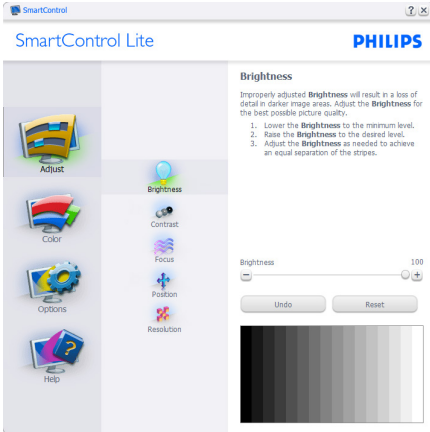 SmartControl
SmartControl Lite
PHILIPS
Adjust
Color
Options
Help
Brightness
Contrast
Focus
Position
Resolution
Brightness
Improperly adjusted Brightness will result in a loss of
detail in darker image areas. Adjust the Brightness for
the best possible picture quality.
1. Lower the Brightness to the minimum level.
2. Raise the Brightness to the desired level.
3. Adjust the Brightness as needed to achieve
an equal separation of the stripes.
Brightness 100
Undo Reset